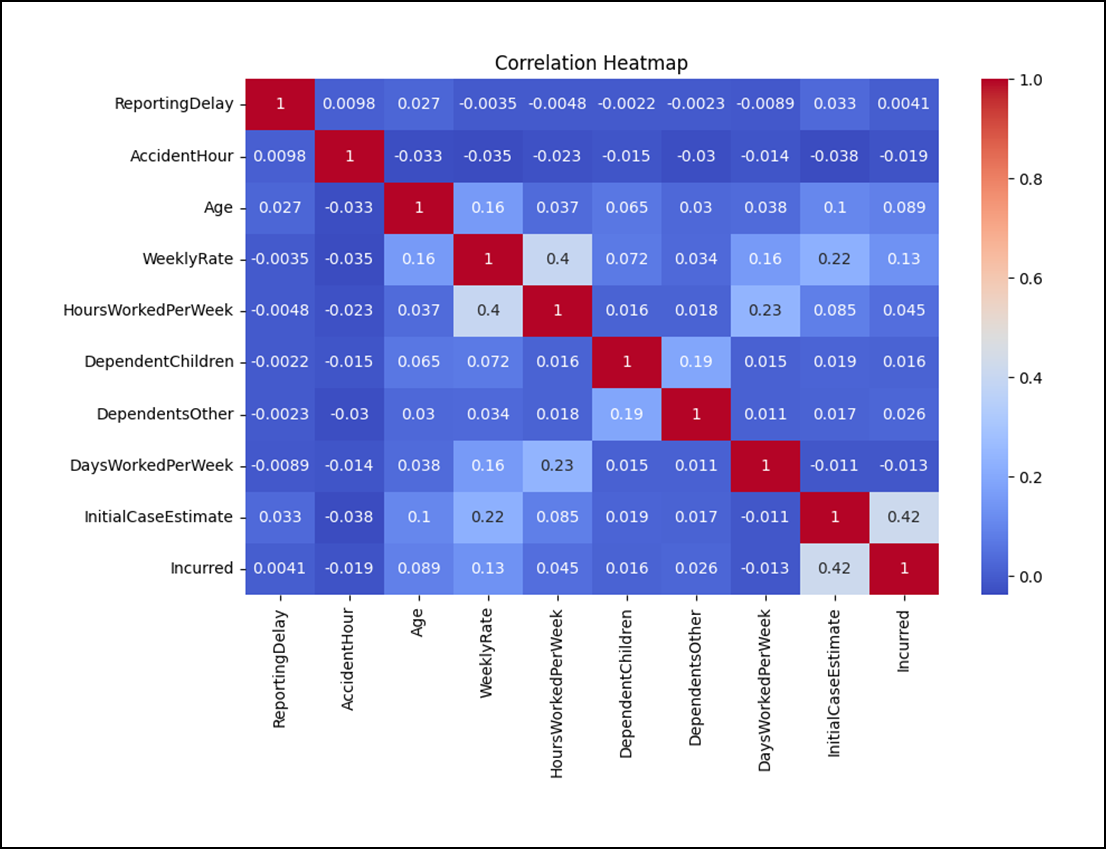 Correlation Heatmap
ReportingDelay 1 0.0098 0.027 -0.0035 -0.0048 -0.0022 -0.0023 -0.0089 0.033 0.0041
AccidentHour 0.0098 1 -0.033 -0.035 -0.023 -0.015 -0.03 -0.014 -0.038 -0.019
Age 0.027 -0.033 1 0.16 0.037 0.065 0.03 0.038 0.1 0.089
WeeklyRate -0.0035 -0.035 0.16 1 0.4 0.072 0.034 0.16 0.22 0.13
HoursWorkedPerWeek -0.0048 -0.023 0.037 0.4 1 0.016 0.018 0.23 0.085 0.045
DependentChildren -0.0022 -0.015 0.065 0.072 0.016 1 0.19 0.015 0.019 0.016
DependentsOther -0.0023 -0.03 0.03 0.034 0.018 0.19 1 0.011 0.017 0.026
DaysWorkedPerWeek -0.0089 -0.014 0.038 0.16 0.23 0.015 0.011 1 -0.011 -0.013
InitialCaseEstimate 0.033 -0.038 0.1 0.22 0.085 0.019 0.017 -0.011 1 0.42
Incurred 0.0041 -0.019 0.089 0.13 0.045 0.016 0.026 -0.013 0.42 1
ReportingDelay
AccidentHour
Age
WeeklyRate
HoursWorkedPerWeek
DependentChildren
DependentsOther
DaysWorkedPerWeek
InitialCaseEstimate
Incurred
1.0
0.8
0.6
0.4
0.2
0.0